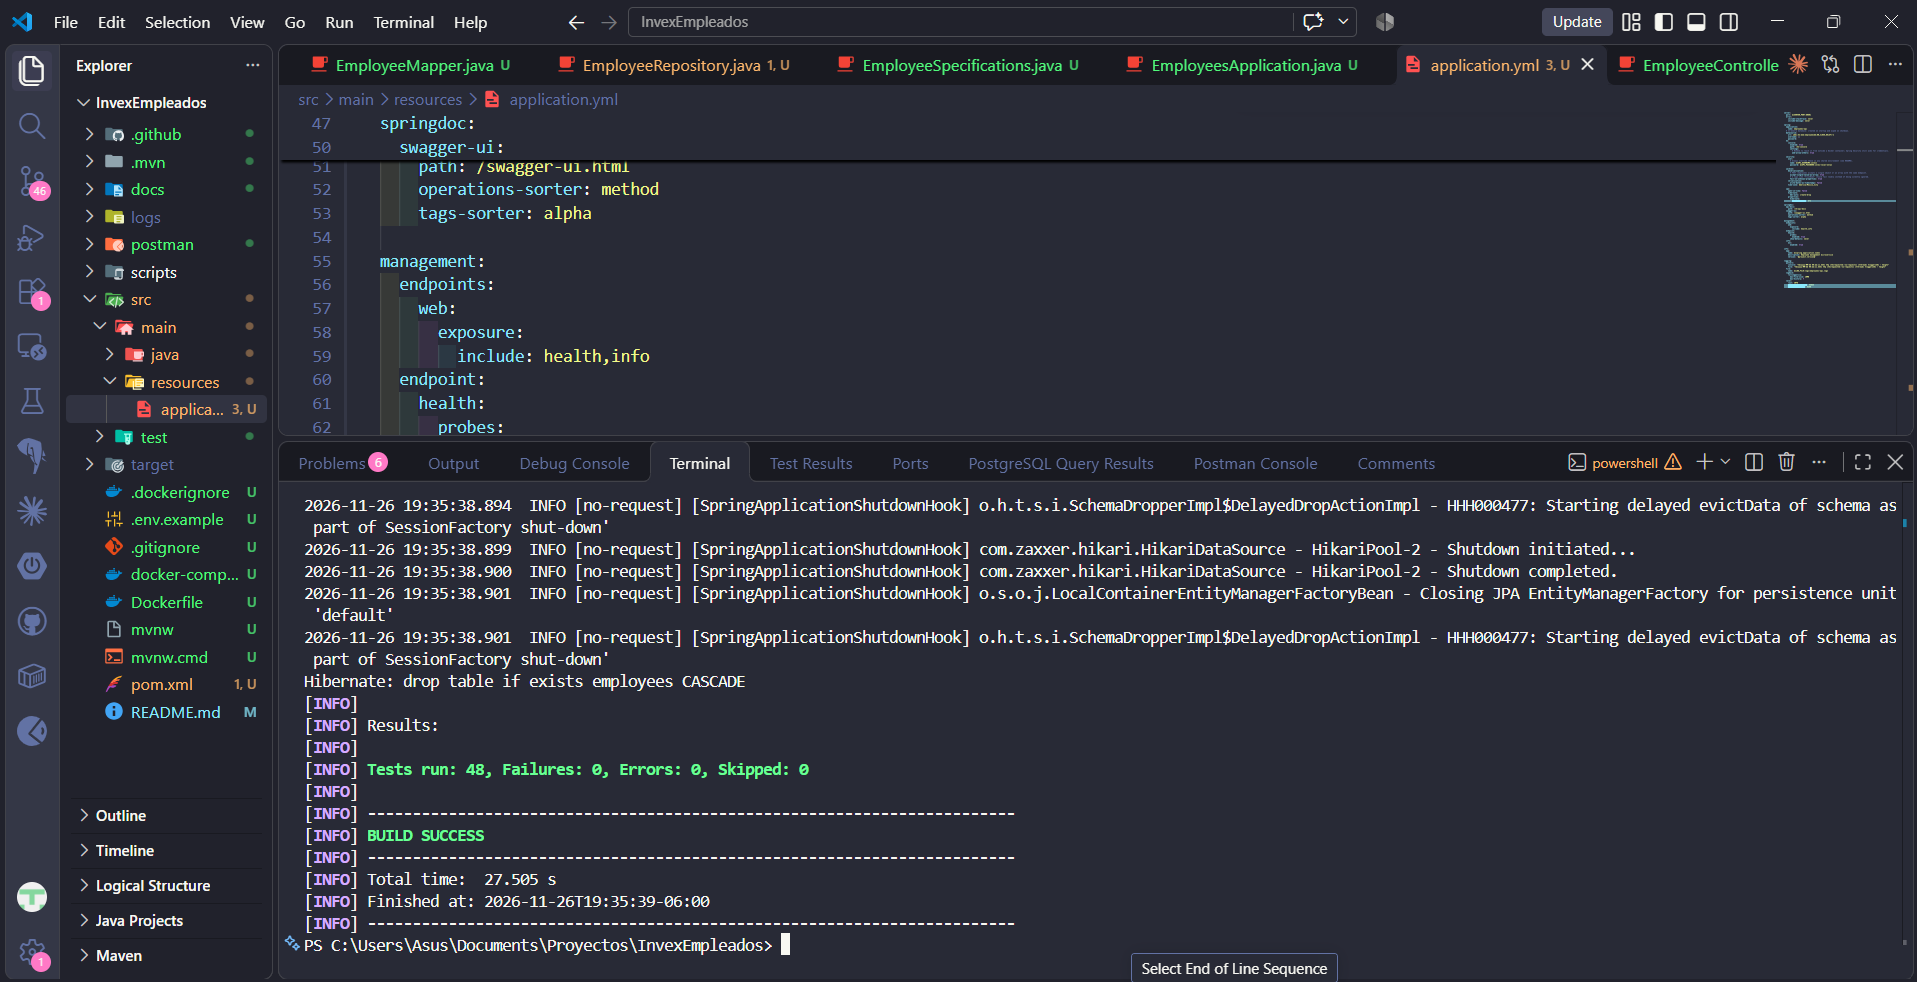 File Edit Selection View Go Run Terminal Help
InvexEmpleados
Update
Explorer
InvexEmpleados
.github
.mvn
docs
logs
postman
scripts
src
main
java
resources
applica... 3, U
test
target
.dockerignore U
.env.example U
.gitignore U
docker-comp... U
Dockerfile U
mvnw U
mvnw.cmd U
pom.xml 1, U
README.md M
Outline
Timeline
Logical Structure
Java Projects
Maven
46
1
1
EmployeeMapper.java U
EmployeeRepository.java 1, U
EmployeeSpecifications.java U
EmployeesApplication.java U
application.yml 3, U
EmployeeControlle
src > main > resources > application.yml
47 springdoc:
50 swagger-ui:
51 path: /swagger-ui.html
52 operations-sorter: method
53 tags-sorter: alpha
54
55 management:
56 endpoints:
57 web:
58 exposure:
59 include: health,info
60 endpoint:
61 health:
62 probes:
Problems 6 Output Debug Console Terminal Test Results Ports PostgreSQL Query Results Postman Console Comments
powershell
2026-11-26 19:35:38.894  INFO [no-request] [SpringApplicationShutdownHook] o.h.t.s.i.SchemaDropperImpl$DelayedDropActionImpl - HHH000477: Starting delayed evictData of schema as
part of SessionFactory shut-down'
2026-11-26 19:35:38.899  INFO [no-request] [SpringApplicationShutdownHook] com.zaxxer.hikari.HikariDataSource - HikariPool-2 - Shutdown initiated...
2026-11-26 19:35:38.900  INFO [no-request] [SpringApplicationShutdownHook] com.zaxxer.hikari.HikariDataSource - HikariPool-2 - Shutdown completed.
2026-11-26 19:35:38.901  INFO [no-request] [SpringApplicationShutdownHook] o.s.o.j.LocalContainerEntityManagerFactoryBean - Closing JPA EntityManagerFactory for persistence unit
'default'
2026-11-26 19:35:38.901  INFO [no-request] [SpringApplicationShutdownHook] o.h.t.s.i.SchemaDropperImpl$DelayedDropActionImpl - HHH000477: Starting delayed evictData of schema as
part of SessionFactory shut-down'
Hibernate: drop table if exists employees CASCADE
[INFO]
[INFO] Results:
[INFO]
[INFO] Tests run: 48, Failures: 0, Errors: 0, Skipped: 0
[INFO]
[INFO] ------------------------------------------------------------------------
[INFO] BUILD SUCCESS
[INFO] ------------------------------------------------------------------------
[INFO] Total time:  27.505 s
[INFO] Finished at: 2026-11-26T19:35:39-06:00
[INFO] ------------------------------------------------------------------------
PS C:\Users\Asus\Documents\Proyectos\InvexEmpleados>
Select End of Line Sequence